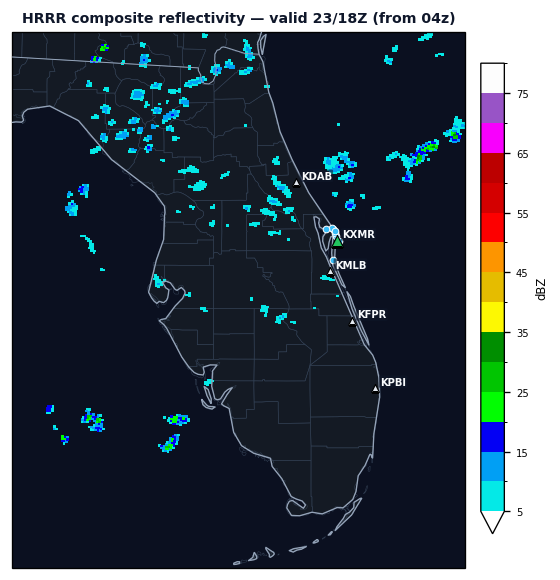 HRRR composite reflectivity — valid 23/18Z (from 04z)
KDAB
KXMR
KMLB
KFPR
KPBI
75
65
55
45
35
25
15
5
dBZ